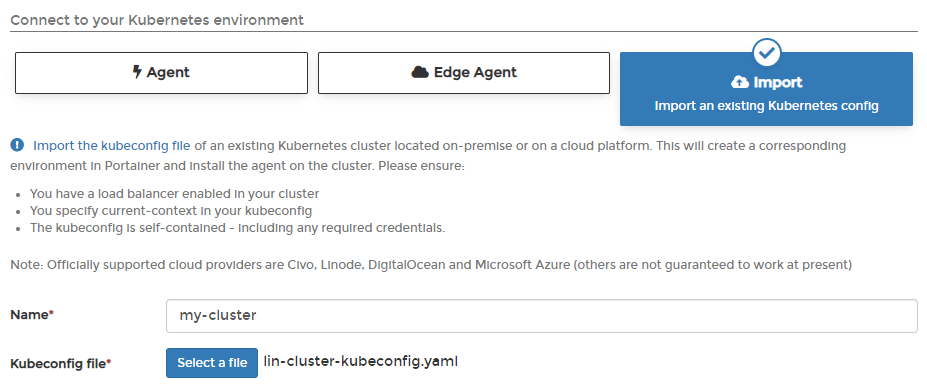 Connect to your Kubernetes environment
Agent
Edge Agent
Import
Import an existing Kubernetes config
Import the kubeconfig file of an existing Kubernetes cluster located on-premise or on a cloud platform. This will create a corresponding
environment in Portainer and install the agent on the cluster. Please ensure:
• You have a load balancer enabled in your cluster
• You specify current-context in your kubeconfig
• The kubeconfig is self-contained - including any required credentials.
Note: Officially supported cloud providers are Civo, Linode, DigitalOcean and Microsoft Azure (others are not guaranteed to work at present)
Name* my-cluster
Kubeconfig file* Select a file lin-cluster-kubeconfig.yaml